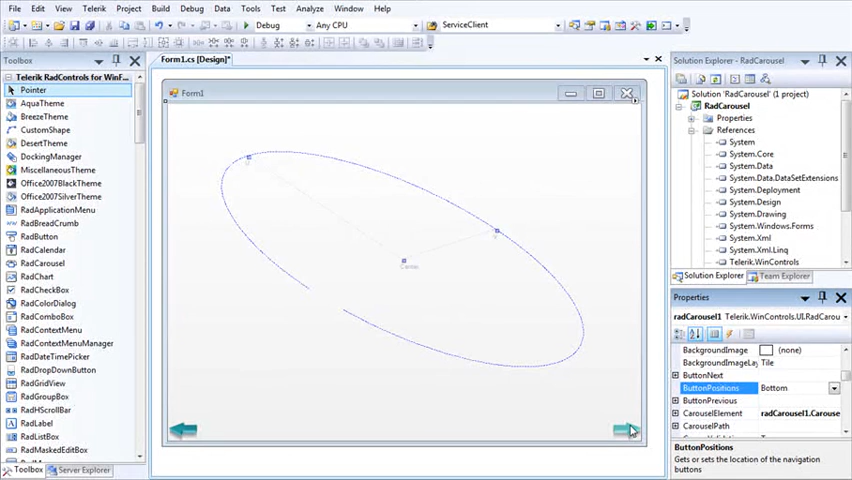 File Edit View Telerik Project Build Debug Data Tools Test Analyze Window Help
Debug Any CPU ServiceClient
Toolbox
Form1.cs [Design]*
Solution Explorer - RadCarousel
Telerik RadControls for WinF...
Pointer
AquaTheme
BreezeTheme
CustomShape
DesertTheme
DockingManager
MiscellaneousTheme
Office2007BlackTheme
Office2007SilverTheme
RadApplicationMenu
RadBreadCrumb
RadButton
RadCalendar
RadCarousel
RadChart
RadCheckBox
RadColorDialog
RadComboBox
RadContextMenu
RadContextMenuManager
RadDateTimePicker
RadDropDownButton
RadGridView
RadGroupBox
RadHScrollBar
RadLabel
RadListBox
RadMaskedEditBox
Toolbox Server Explorer
Form1
Center
Solution 'RadCarousel' (1 project)
RadCarousel
Properties
References
System
System.Core
System.Data
System.Data.DataSetExtensions
System.Deployment
System.Design
System.Drawing
System.Windows.Forms
System.Xml
System.Xml.Linq
Telerik.WinControls
Solution Explorer Team Explorer
Properties
radCarousel1 Telerik.WinControls.UI.RadCarou
BackgroundImage (none)
BackgroundImageLay Tile
ButtonNext
ButtonPositions Bottom
ButtonPrevious
CarouselElement radCarousel1.Carouse
CarouselPath
ButtonPositions
Gets or sets the location of the navigation
buttons